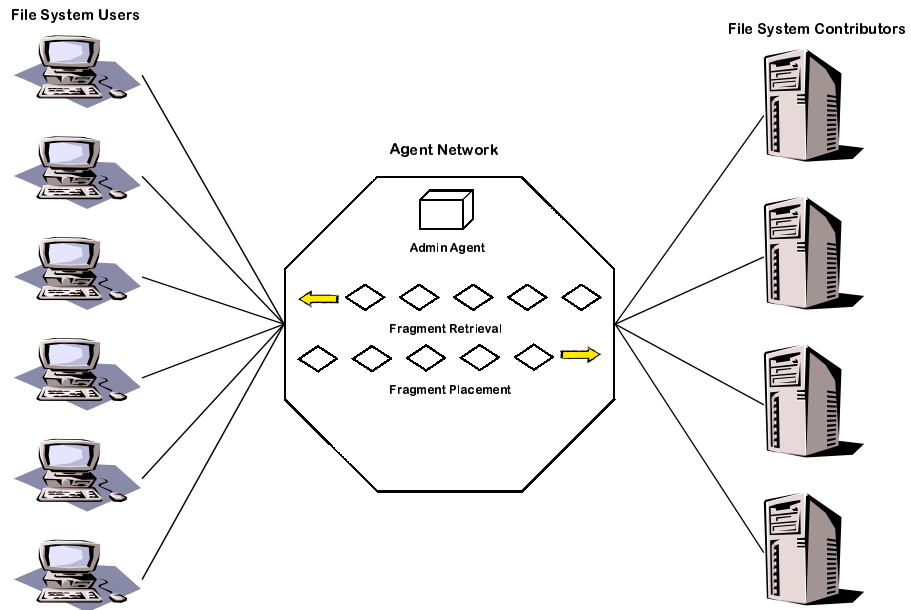 File System Users
File System Contributors
Agent Network
Admin Agent
Fragment Retrieval
Fragment Placement